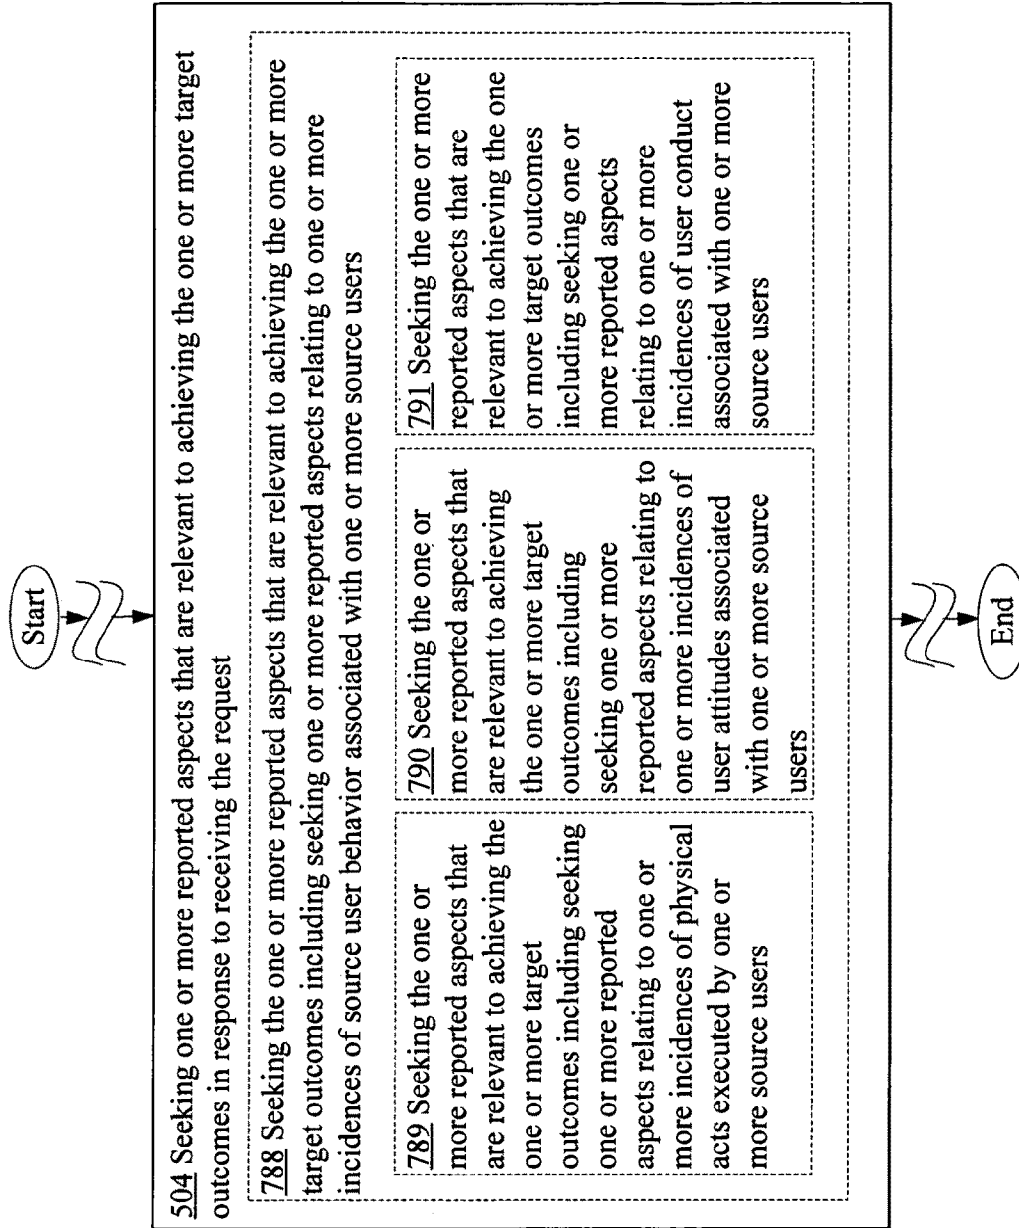 Start
504 Seeking one or more reported aspects that are relevant to achieving the one or more target
outcomes in response to receiving the request
788 Seeking the one or more reported aspects that are relevant to achieving the one or more
target outcomes including seeking one or more reported aspects relating to one or more
incidences of source user behavior associated with one or more source users
789 Seeking the one or
more reported aspects that
are relevant to achieving the
one or more target
outcomes including seeking
one or more reported
aspects relating to one or
more incidences of physical
acts executed by one or
more source users
790 Seeking the one or
more reported aspects that
are relevant to achieving
the one or more target
outcomes including
seeking one or more
reported aspects relating to
one or more incidences of
user attitudes associated
with one or more source
users
791 Seeking the one or more
reported aspects that are
relevant to achieving the one
or more target outcomes
including seeking one or
more reported aspects
relating to one or more
incidences of user conduct
associated with one or more
source users
End